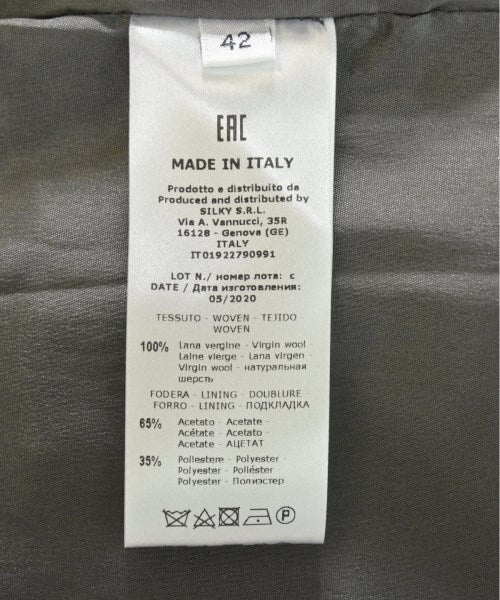 42
EAC
MADE IN ITALY
Prodotto e distribuito da
Produced and distributed by
SILKY S.R.L.
Via A. Vannucci, 35R
16128 - Genova (GE)
ITALY
IT01922790991
LOT N./ номер лота: c
DATE / Дата изготовления:
05/2020
TESSUTO - WOVEN - TEJIDO
WOVEN
100% Lana vergine - Virgin wool -
Laine vierge - Lana virgen -
Virgin wool - натуральная
шерсть
FODERA - LINING - DOUBLURE
FORRO - LINING - ПОДКЛАДКА
65% Acetato - Acetate -
Acétate - Acetato -
Acetate - АЦЕТАТ
35% Poliestere - Polyester
Polyester - Poliéster
Polyester - Полиэстер
P